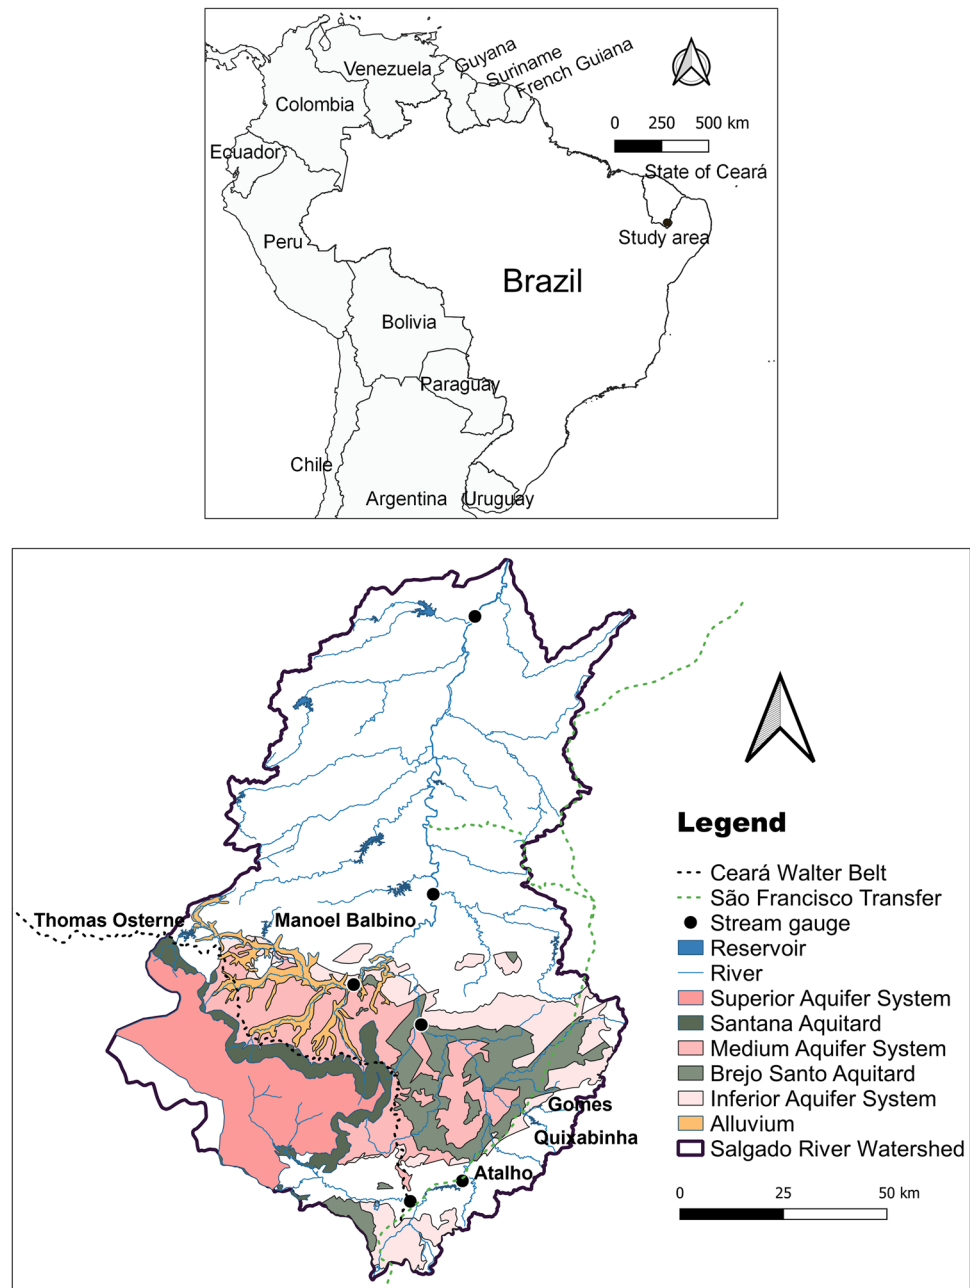 Guyana
Suriname
French Guiana
Venezuela
Colombia
0 250 500 km
Ecuador
State of Ceará
Peru
Study area
Brazil
Bolivia
Paraguay
Chile
Argentina
Uruguay
Legend
Ceará Walter Belt
São Francisco Transfer
Stream gauge
Reservoir
River
Superior Aquifer System
Santana Aquitard
Medium Aquifer System
Brejo Santo Aquitard
Inferior Aquifer System
Alluvium
Salgado River Watershed
0 25 50 km
Thomas Osterne
Manoel Balbino
Gomes
Quixabinha
Atalho